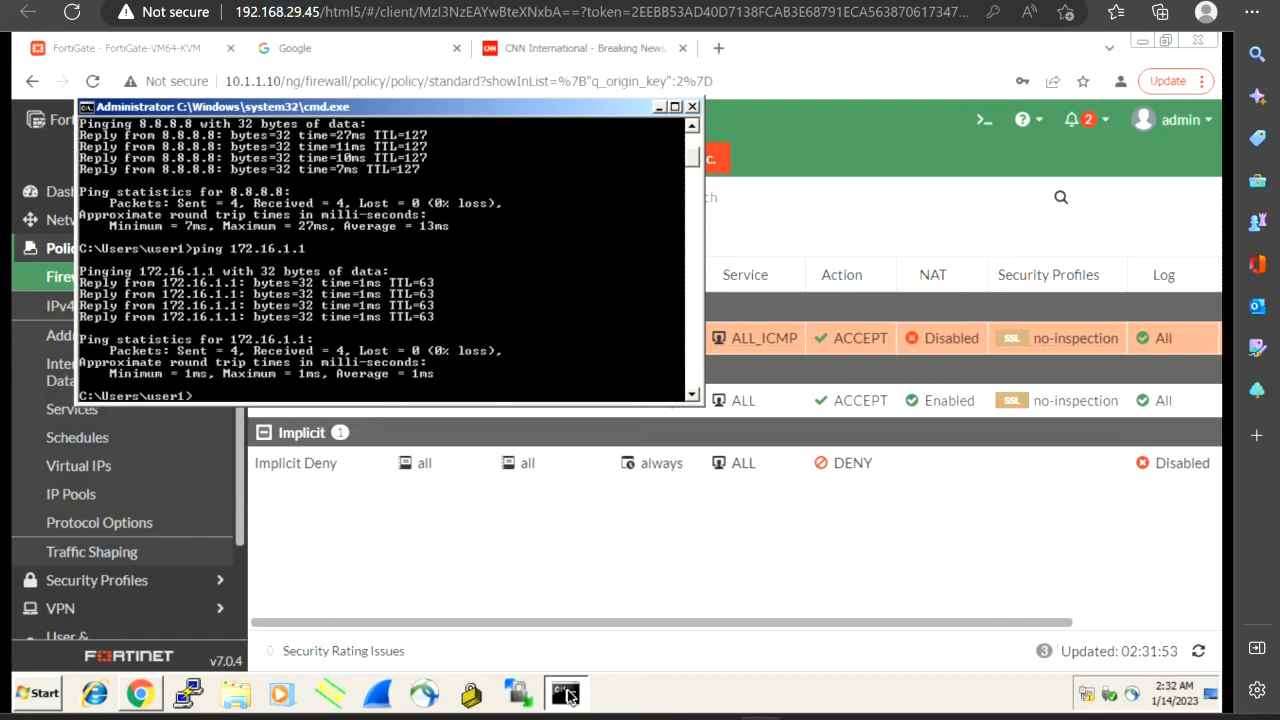 Not secure
192.168.29.45/html5/#/client/MzI3NzEAYwBteXNxbA==?token=2EEBB53AD40D7138FCAB3E68791ECA563870617347...
FortiGate - FortiGate-VM64-KVM
Google
CNN International - Breaking News,
Not secure
10.1.1.10/ng/firewall/policy/policy/standard?showInList=%7B"q_origin_key":2%7D
Update
Administrator: C:\Windows\system32\cmd.exe
Pinging 8.8.8.8 with 32 bytes of data:
Reply from 8.8.8.8: bytes=32 time=27ms TTL=127
Reply from 8.8.8.8: bytes=32 time=11ms TTL=127
Reply from 8.8.8.8: bytes=32 time=10ms TTL=127
Reply from 8.8.8.8: bytes=32 time=7ms TTL=127
Ping statistics for 8.8.8.8:
Packets: Sent = 4, Received = 4, Lost = 0 (0% loss),
Approximate round trip times in milli-seconds:
Minimum = 7ms, Maximum = 27ms, Average = 13ms
C:\Users\user1>ping 172.16.1.1
Pinging 172.16.1.1 with 32 bytes of data:
Reply from 172.16.1.1: bytes=32 time=1ms TTL=63
Reply from 172.16.1.1: bytes=32 time=1ms TTL=63
Reply from 172.16.1.1: bytes=32 time=1ms TTL=63
Reply from 172.16.1.1: bytes=32 time=1ms TTL=63
Ping statistics for 172.16.1.1:
Packets: Sent = 4, Received = 4, Lost = 0 (0% loss),
Approximate round trip times in milli-seconds:
Minimum = 1ms, Maximum = 1ms, Average = 1ms
C:\Users\user1>
Fort
>_
2
admin
c.
ch
Dash
Netw
Polic
Firew
IPv4
Addr
Inter
Data
Services
Schedules
Virtual IPs
IP Pools
Protocol Options
Traffic Shaping
Security Profiles
VPN
User &
FORTINET
v7.0.4
Service Action NAT Security Profiles Log
ALL_ICMP ACCEPT Disabled SSL no-inspection All
ALL ACCEPT Enabled SSL no-inspection All
Implicit 1
Implicit Deny all all always ALL DENY Disabled
0 Security Rating Issues
3 Updated: 02:31:53
Start
2:32 AM
1/14/2023